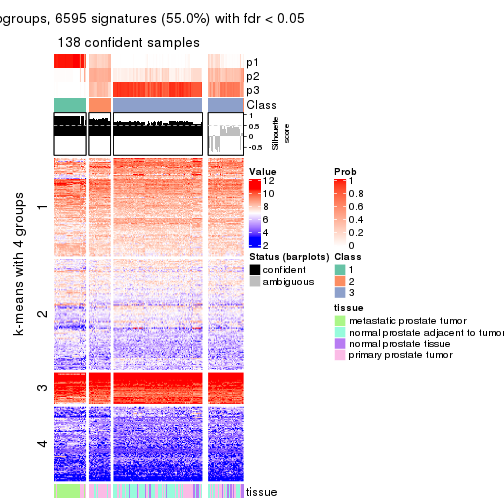 ogroups, 6595 signatures (55.0%) with fdr < 0.05
138 confident samples
p1
p2
p3
Class
1
0.5
0
-0.5
Silhouette
score
k-means with 4 groups
1
2
3
4
tissue
Value
12
10
8
6
4
2
Prob
1
0.8
0.6
0.4
0.2
0
Status (barplots)
confident
ambiguous
Class
1
2
3
tissue
metastatic prostate tumor
normal prostate adjacent to tumor
normal prostate tissue
primary prostate tumor